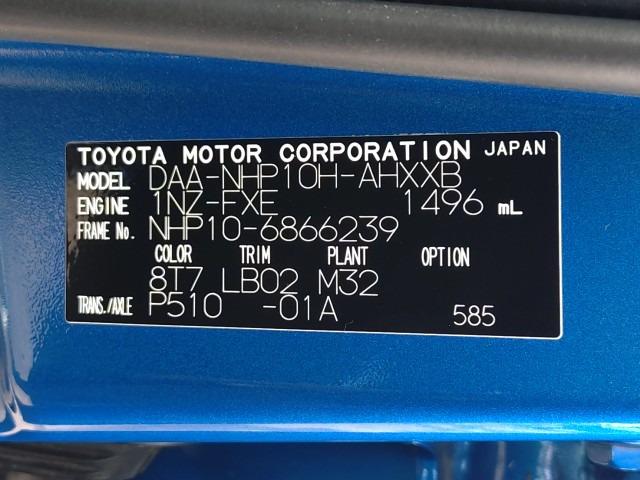 TOYOTA MOTOR CORPORATION JAPAN
MODEL DAA-NHP10H-AHXXB
ENGINE 1NZ-FXE 1496 mL
FRAME No. NHP10-6866239
COLOR TRIM PLANT OPTION
8T7 LB02 M32
TRANS./AXLE P510 -01A 585